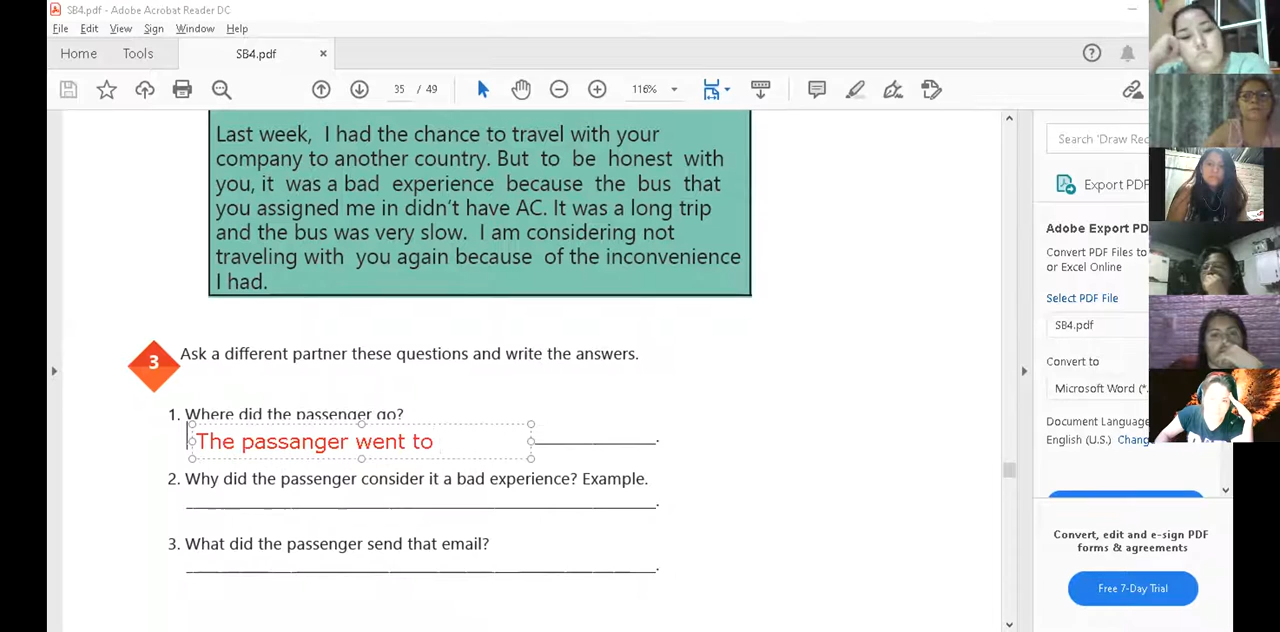 SB4.pdf - Adobe Acrobat Reader DC
File Edit View Sign Window Help
Home Tools SB4.pdf ×
35 / 49 116%
Last week, I had the chance to travel with your
company to another country. But to be honest with
you, it was a bad experience because the bus that
you assigned me in didn't have AC. It was a long trip
and the bus was very slow. I am considering not
traveling with you again because of the inconvenience
I had.
3 Ask a different partner these questions and write the answers.
1. Where did the passenger go?
The passanger went to
2. Why did the passenger consider it a bad experience? Example.
3. What did the passenger send that email?
Search 'Draw Rec
Export PDF
Adobe Export PD
Convert PDF Files to
or Excel Online
Select PDF File
SB4.pdf
Convert to
Microsoft Word (*.
Document Language:
English (U.S.) Change
Convert, edit and e-sign PDF
forms & agreements
Free 7-Day Trial